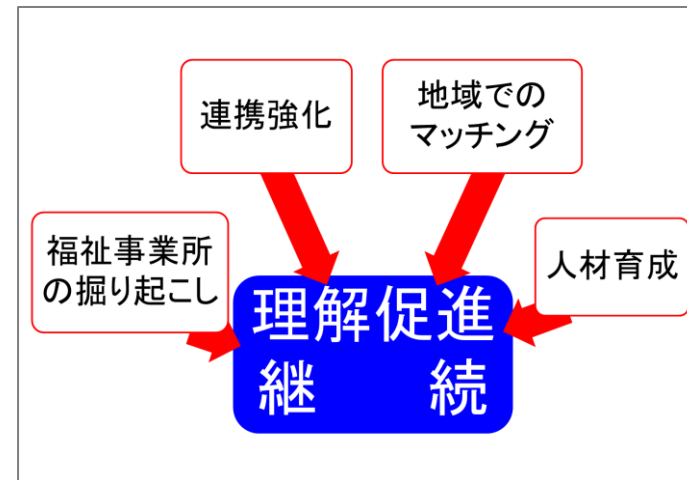 連携強化
地域での
マッチング
福祉事業所
の掘り起こし
人材育成
理解促進
継　　続